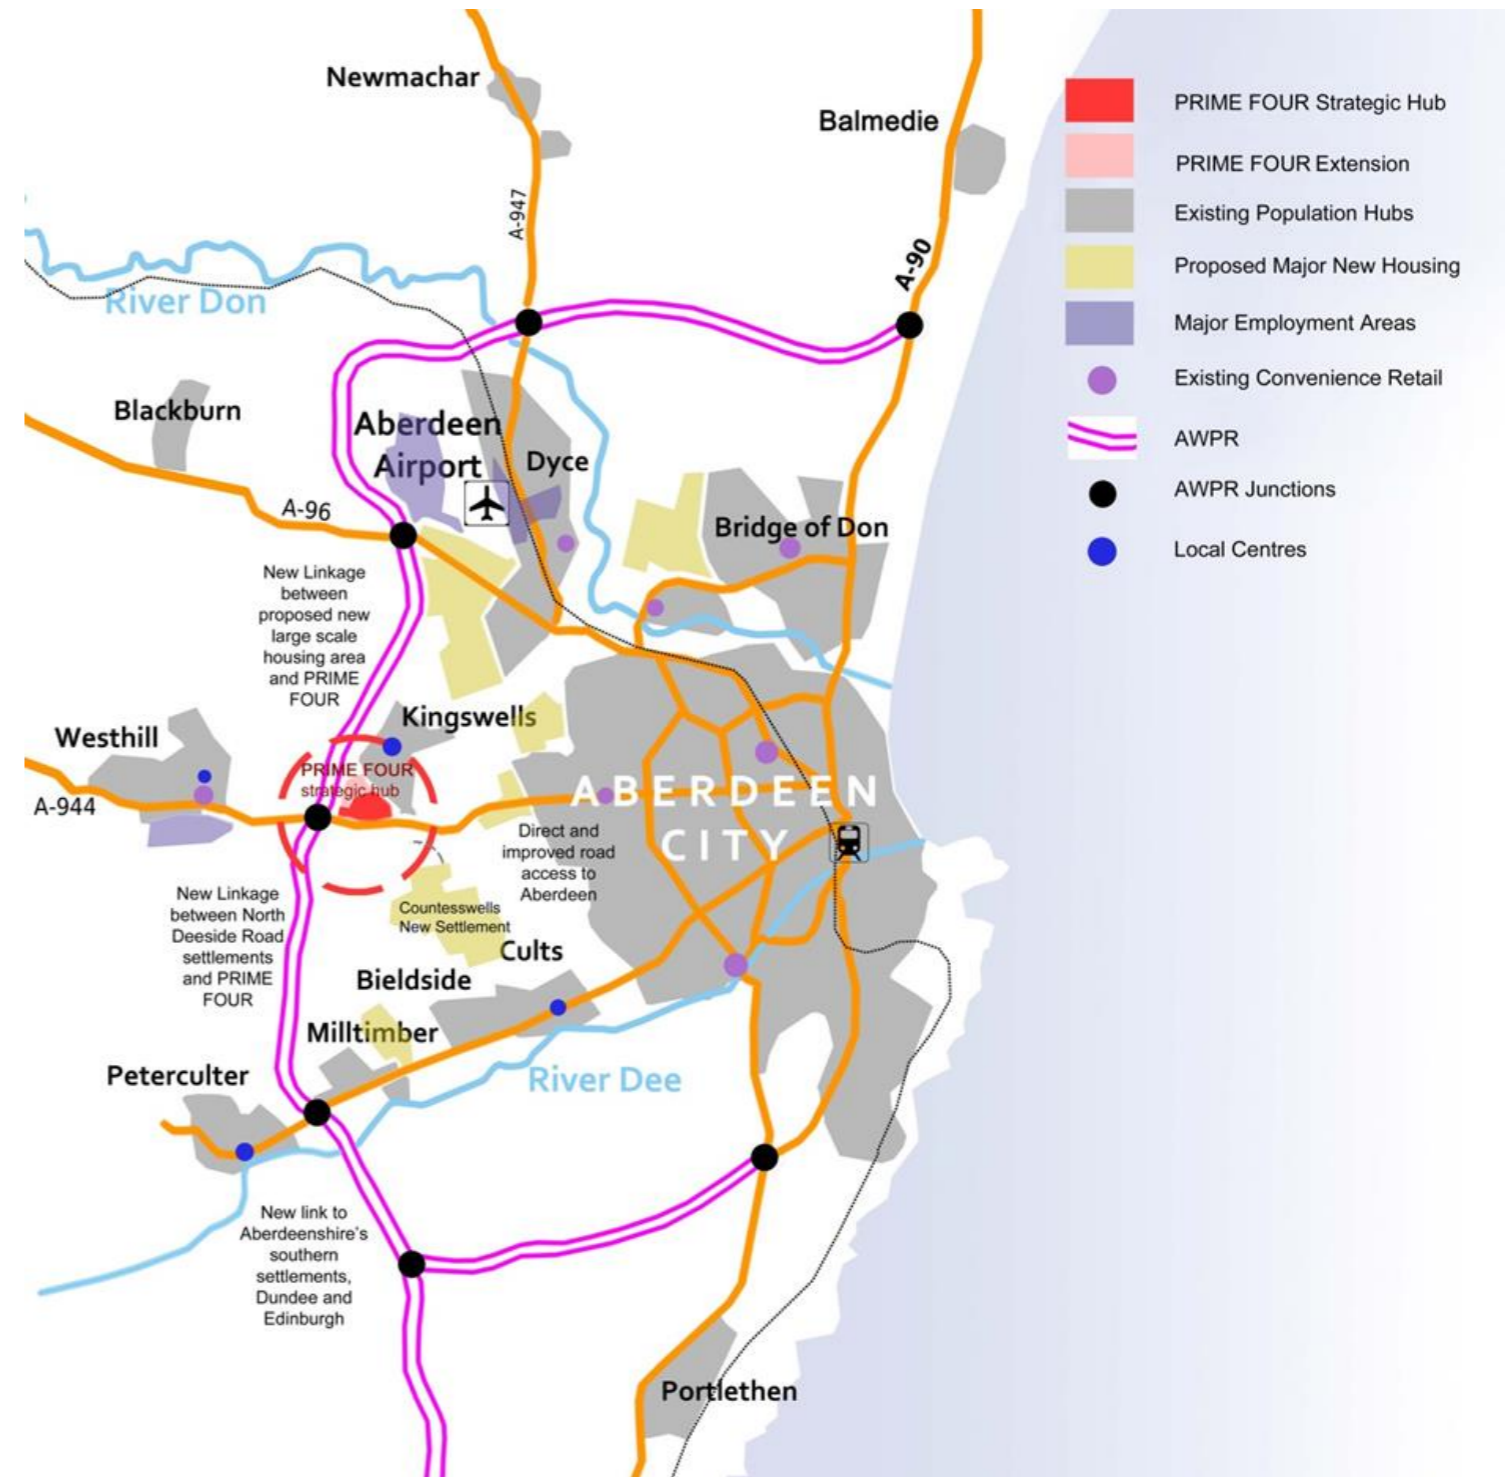 Newmachar
Balmedie
A-947
A-90
River Don
Blackburn
Aberdeen
Airport
Dyce
A-96
Bridge of Don
New Linkage
between
proposed new
large scale
housing area
and PRIME
FOUR
Kingswells
Westhill
PRIME FOUR
strategic hub
A-944
ABERDEEN
CITY
Direct and
improved road
access to
Aberdeen
New Linkage
between North
Deeside Road
settlements
and PRIME
FOUR
Countesswells
New Settlement
Cults
Bieldside
Milltimber
Peterculter
River Dee
New link to
Aberdeenshire's
southern
settlements,
Dundee and
Edinburgh
Portlethen
PRIME FOUR Strategic Hub
PRIME FOUR Extension
Existing Population Hubs
Proposed Major New Housing
Major Employment Areas
Existing Convenience Retail
AWPR
AWPR Junctions
Local Centres